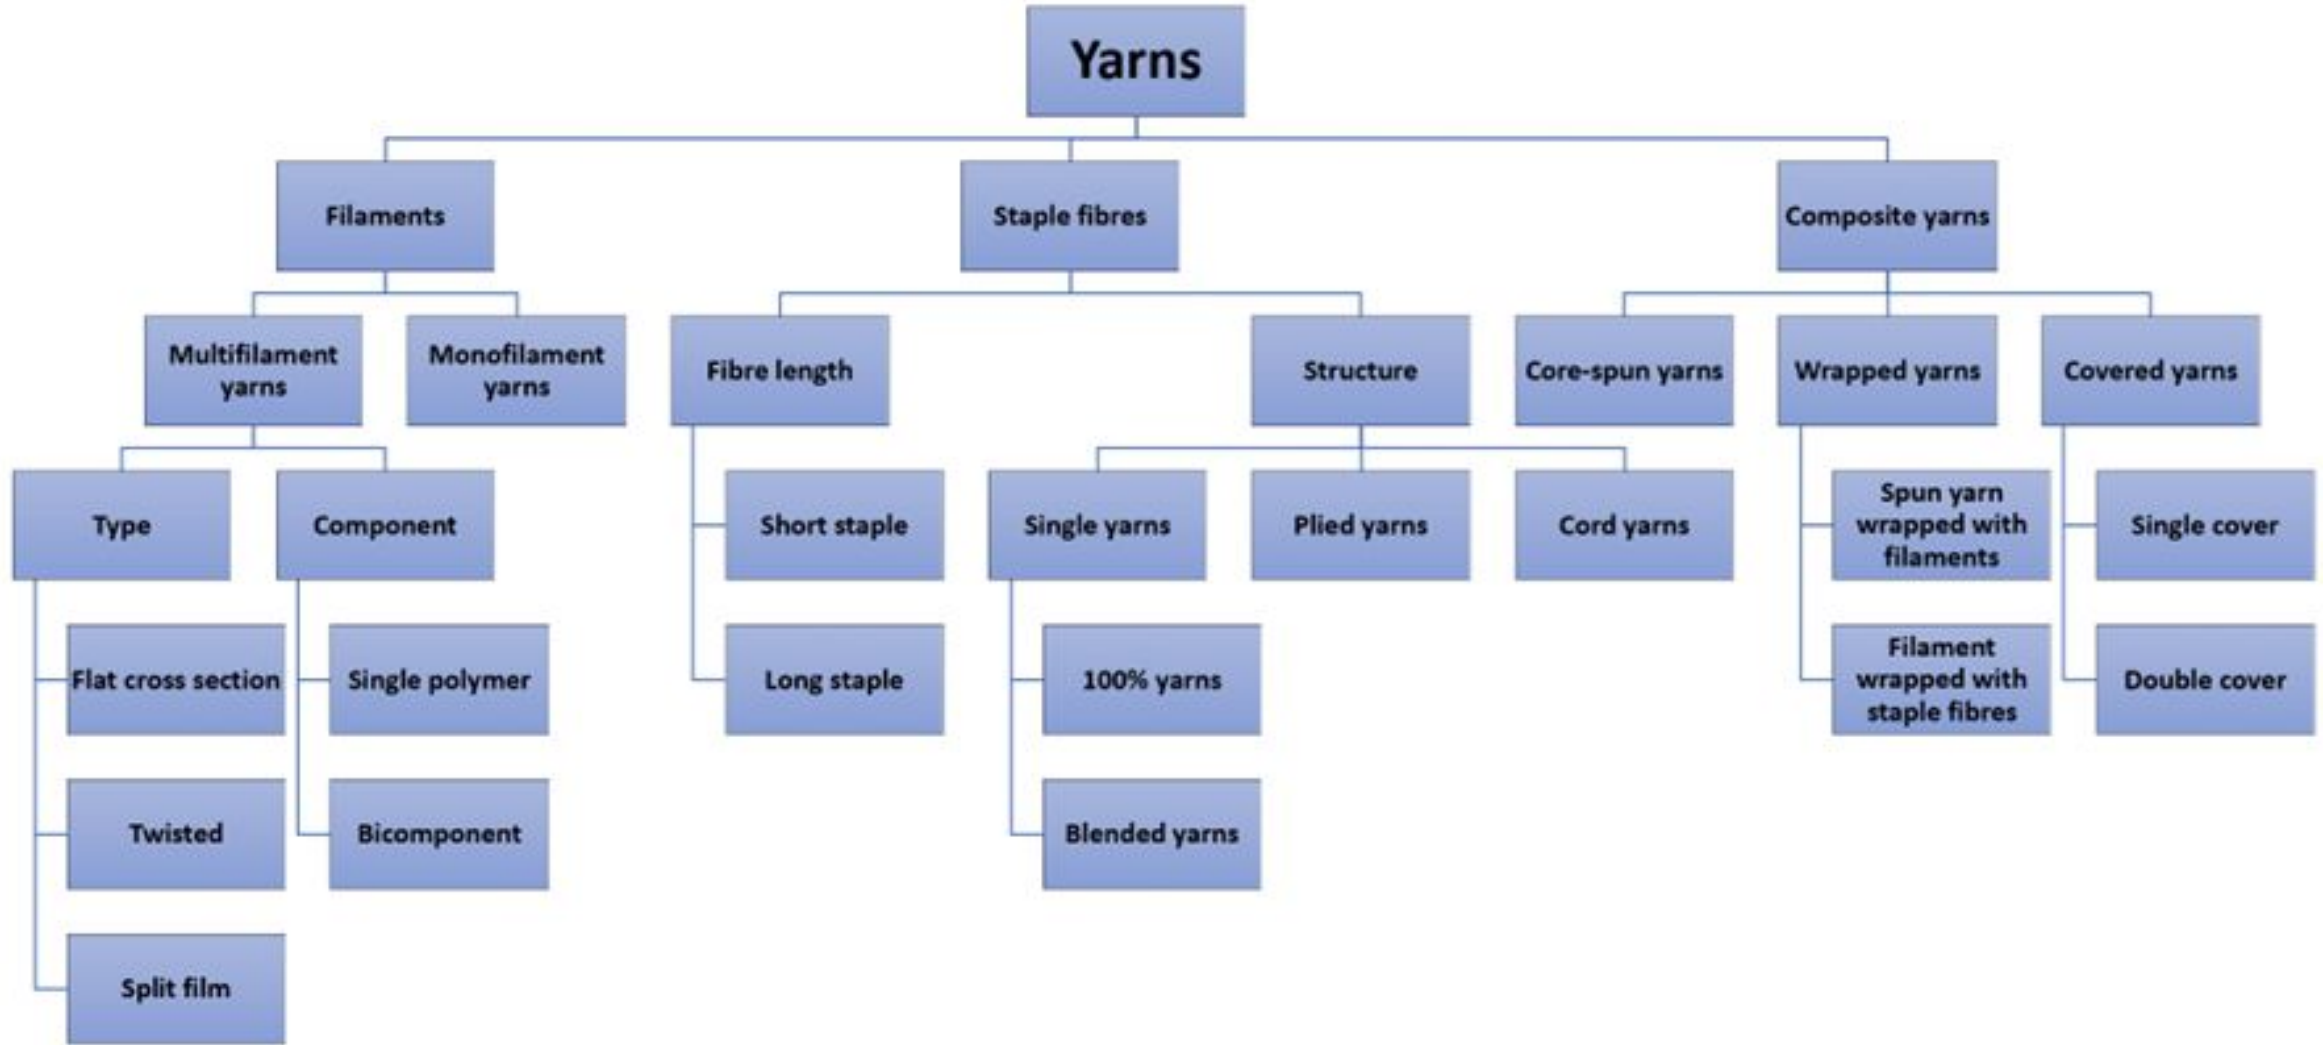 Yarns
Filaments
Staple fibres
Composite yarns
Multifilament
yarns
Monofilament
yarns
Fibre length
Structure
Core-spun yarns
Wrapped yarns
Covered yarns
Type
Component
Short staple
Single yarns
Plied yarns
Cord yarns
Spun yarn
wrapped with
filaments
Single cover
Flat cross section
Single polymer
Long staple
100% yarns
Filament
wrapped with
staple fibres
Double cover
Twisted
Bicomponent
Blended yarns
Split film